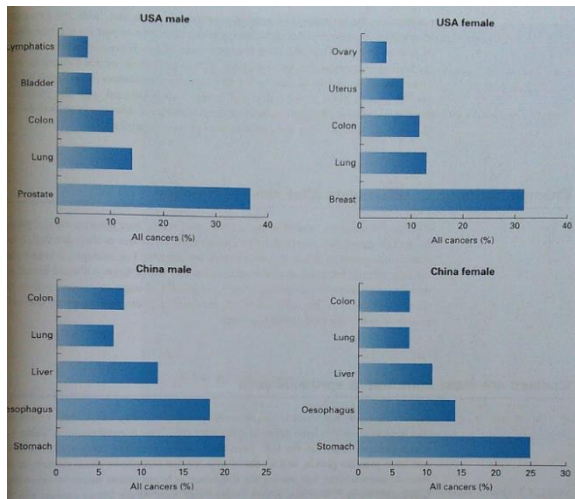 USA male
ymphatics
Bladder
Colon
Lung
Prostate
0 10 20 30 40
All cancers (%)
USA female
Ovary
Uterus
Colon
Lung
Breast
0 10 20 30 40
All cancers (%)
China male
Colon
Lung
Liver
esophagus
Stomach
0 5 10 15 20 25
All cancers (%)
China female
Colon
Lung
Liver
Oesophagus
Stomach
0 5 10 15 20 25 30
All cancers (%)